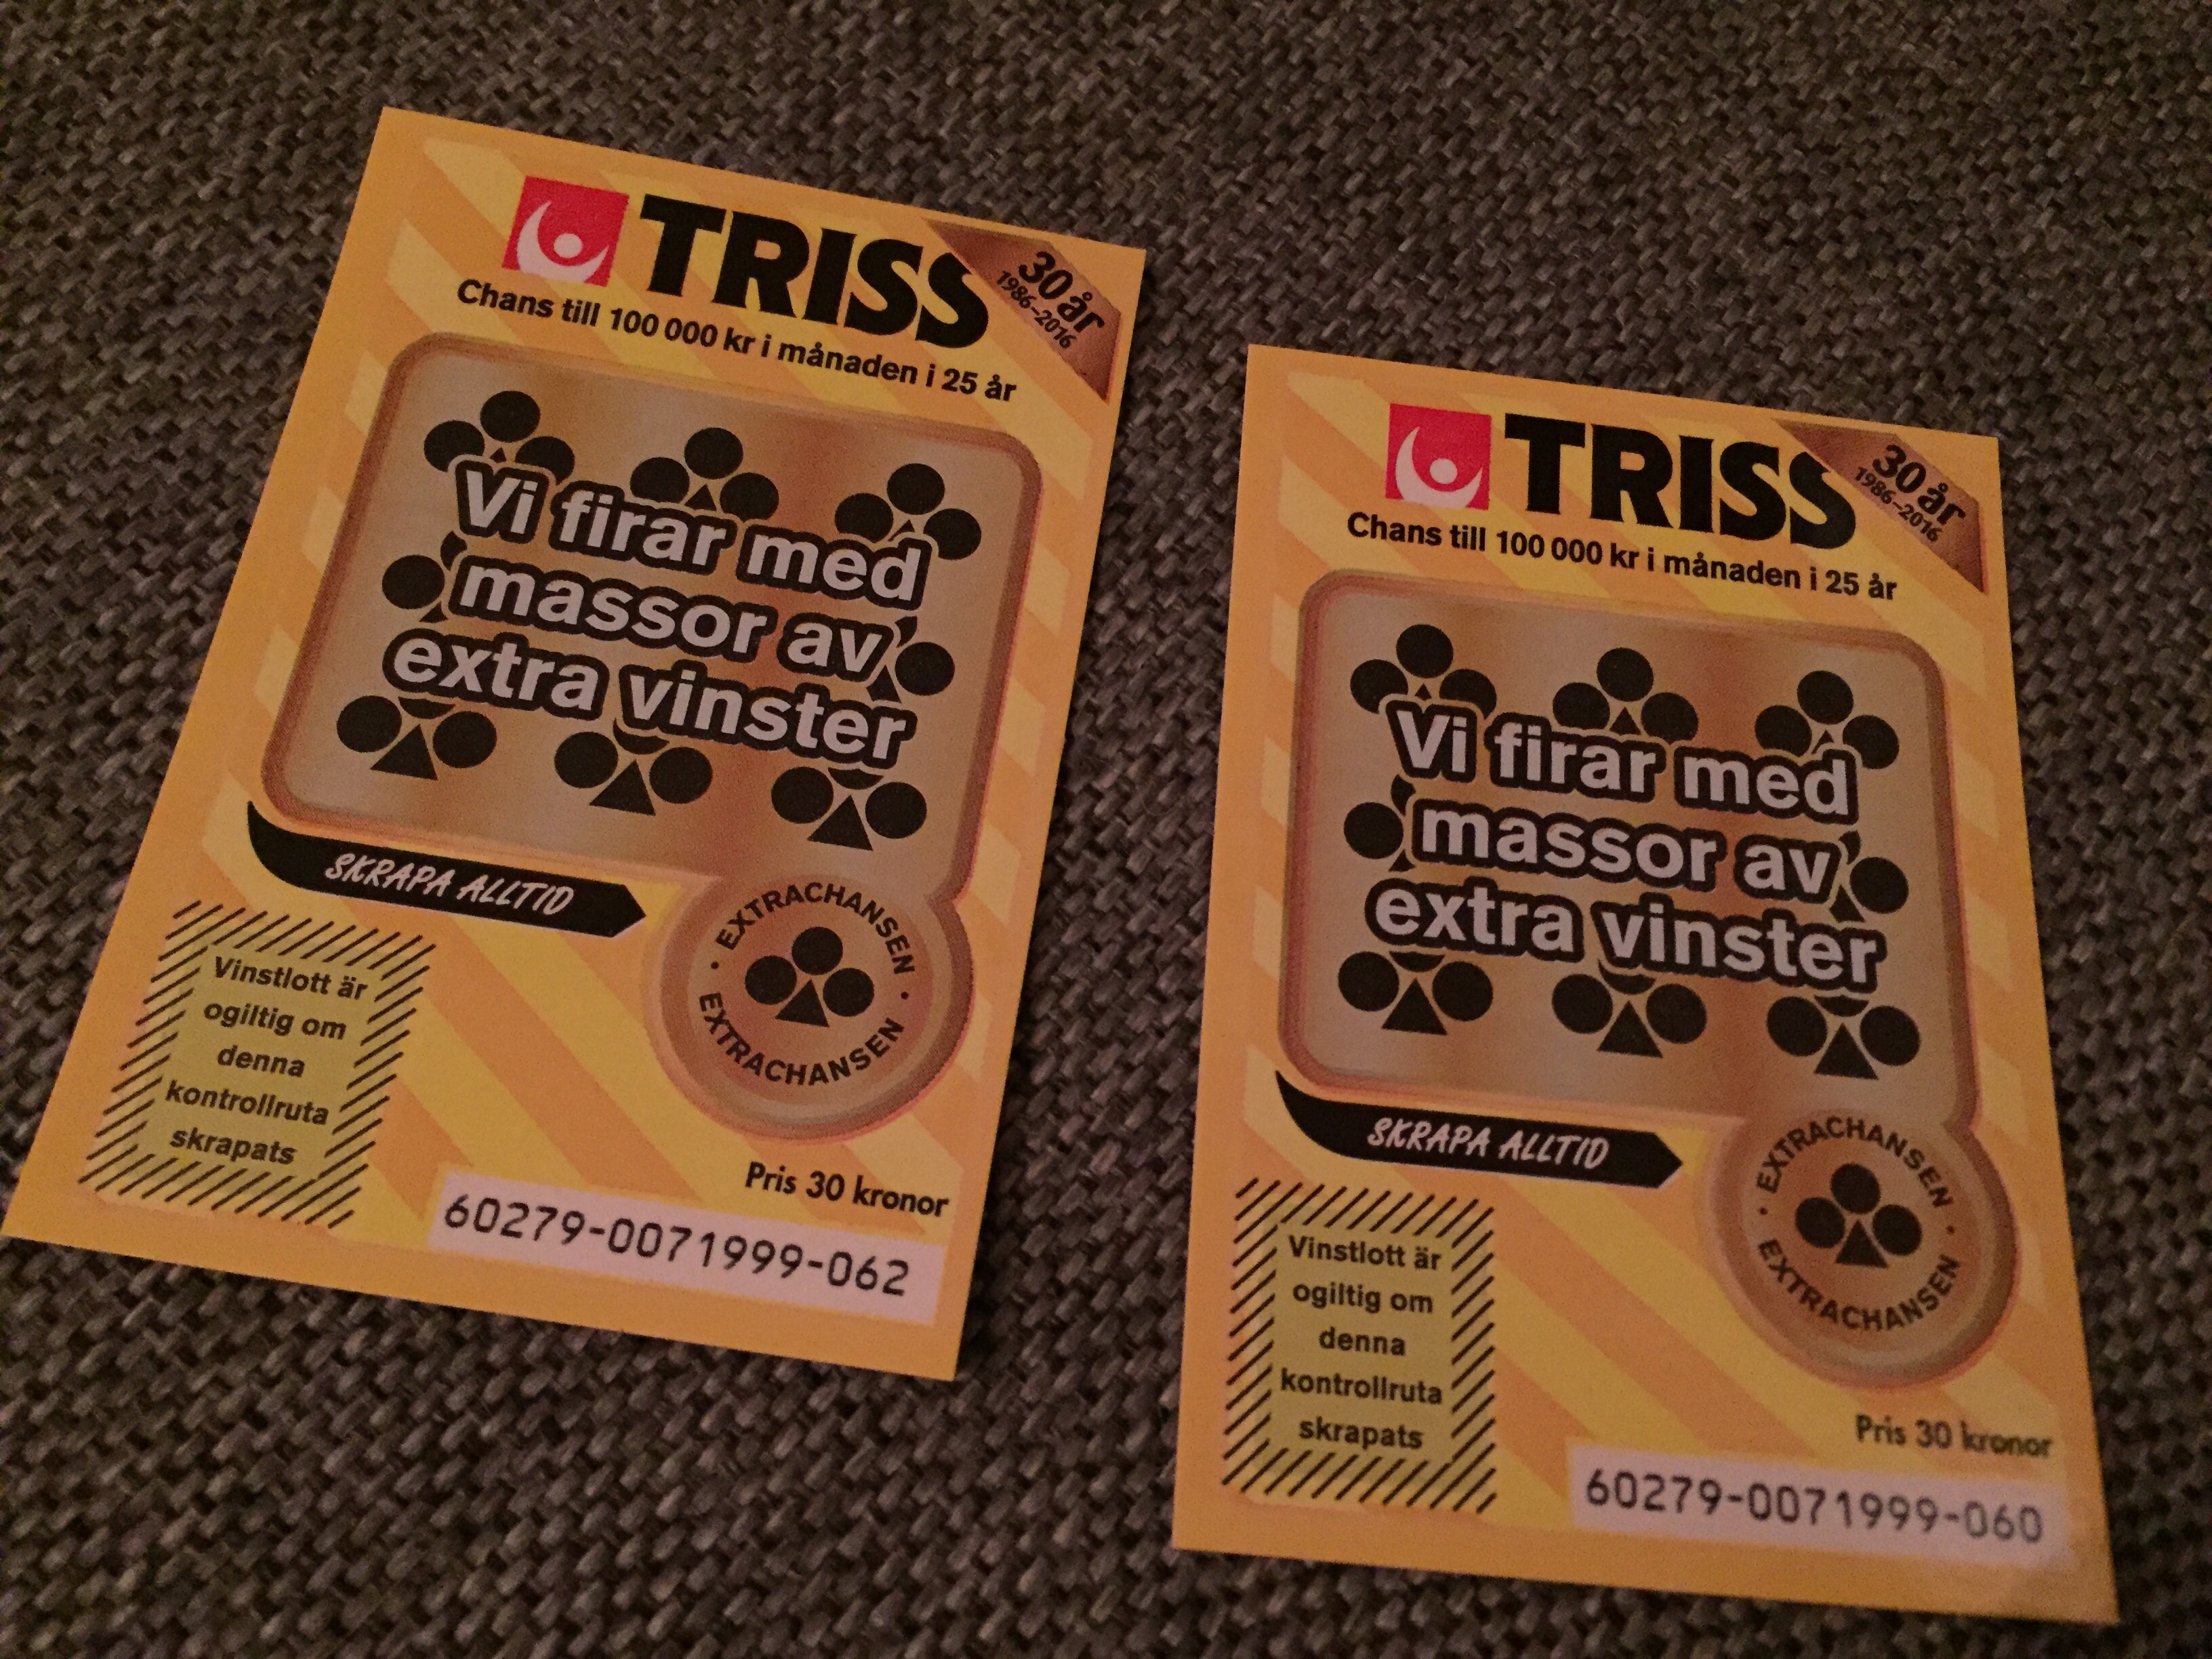 TRISS
30 år
1986–2016
Chans till 100 000 kr i månaden i 25 år
Vi firar med
massor av
extra vinster
SKRAPA ALLTID
EXTRACHANSEN
EXTRACHANSEN
Vinstlott är
ogiltig om
denna
kontrollruta
skrapats
Pris 30 kronor
60279-0071999-062
TRISS
30 år
1986–2016
Chans till 100 000 kr i månaden i 25 år
Vi firar med
massor av
extra vinster
SKRAPA ALLTID
EXTRACHANSEN
EXTRACHANSEN
Vinstlott är
ogiltig om
denna
kontrollruta
skrapats
Pris 30 kronor
60279-0071999-060